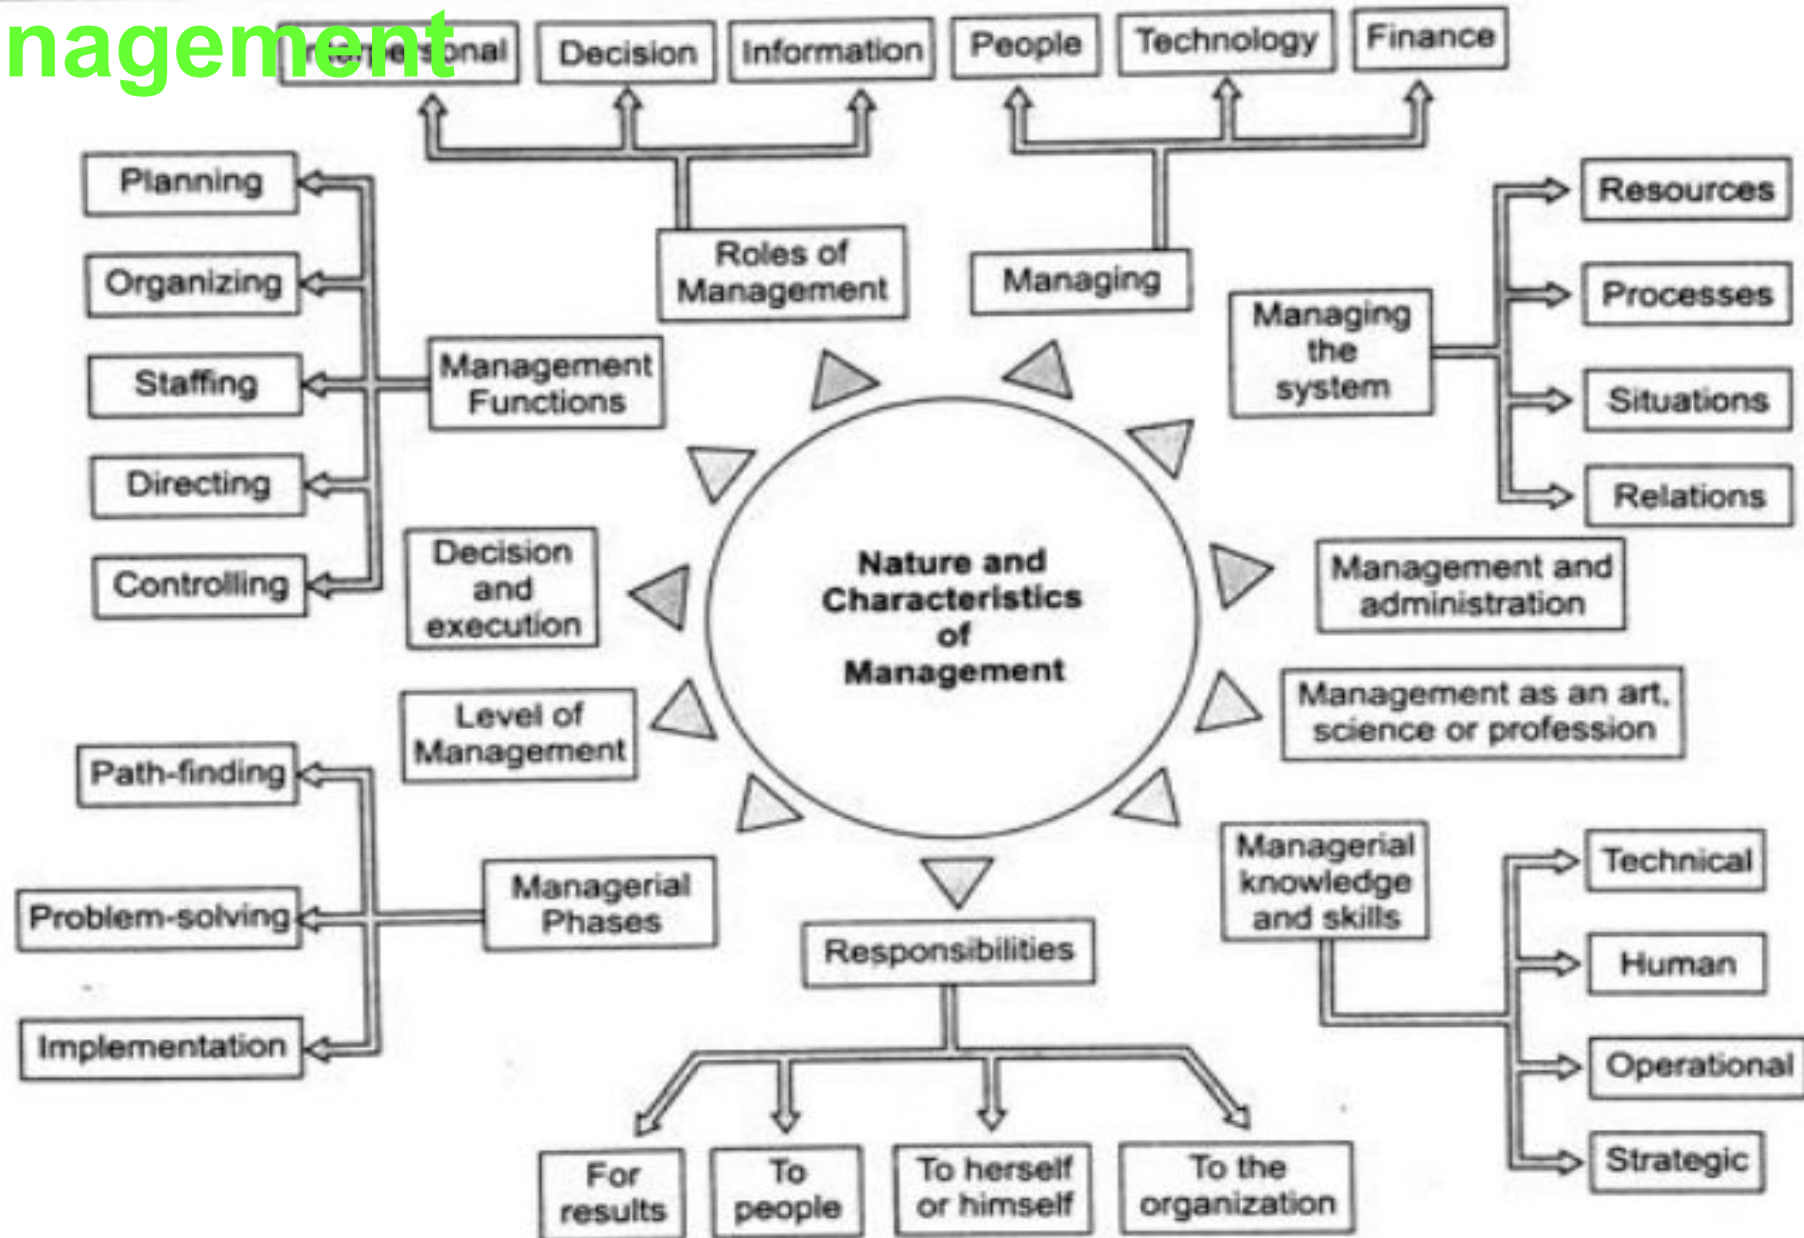 nagement
Interpersonal
Decision
Information
People
Technology
Finance
Planning
Organizing
Staffing
Directing
Controlling
Roles of
Management
Managing
Management
Functions
Managing
the
system
Resources
Processes
Situations
Relations
Decision
and
execution
Nature and
Characteristics
of
Management
Management and
administration
Level of
Management
Management as an art,
science or profession
Path-finding
Problem-solving
Implementation
Managerial
Phases
Responsibilities
Managerial
knowledge
and skills
Technical
Human
Operational
Strategic
For
results
To
people
To herself
or himself
To the
organization